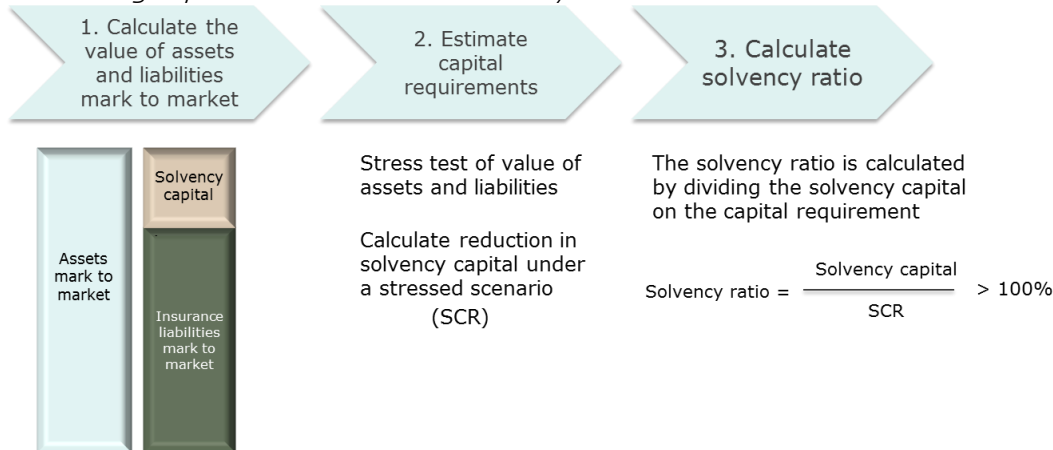 1. Calculate the
value of assets
and liabilities
mark to market
2. Estimate
capital
requirements
3. Calculate
solvency ratio
Assets
mark to
market
Solvency
capital
Insurance
liabilities
mark to
market
Stress test of value of
assets and liabilities
Calculate reduction in
solvency capital under
a stressed scenario
(SCR)
The solvency ratio is calculated
by dividing the solvency capital
on the capital requirement
Solvency ratio = Solvency capital > 100%
SCR